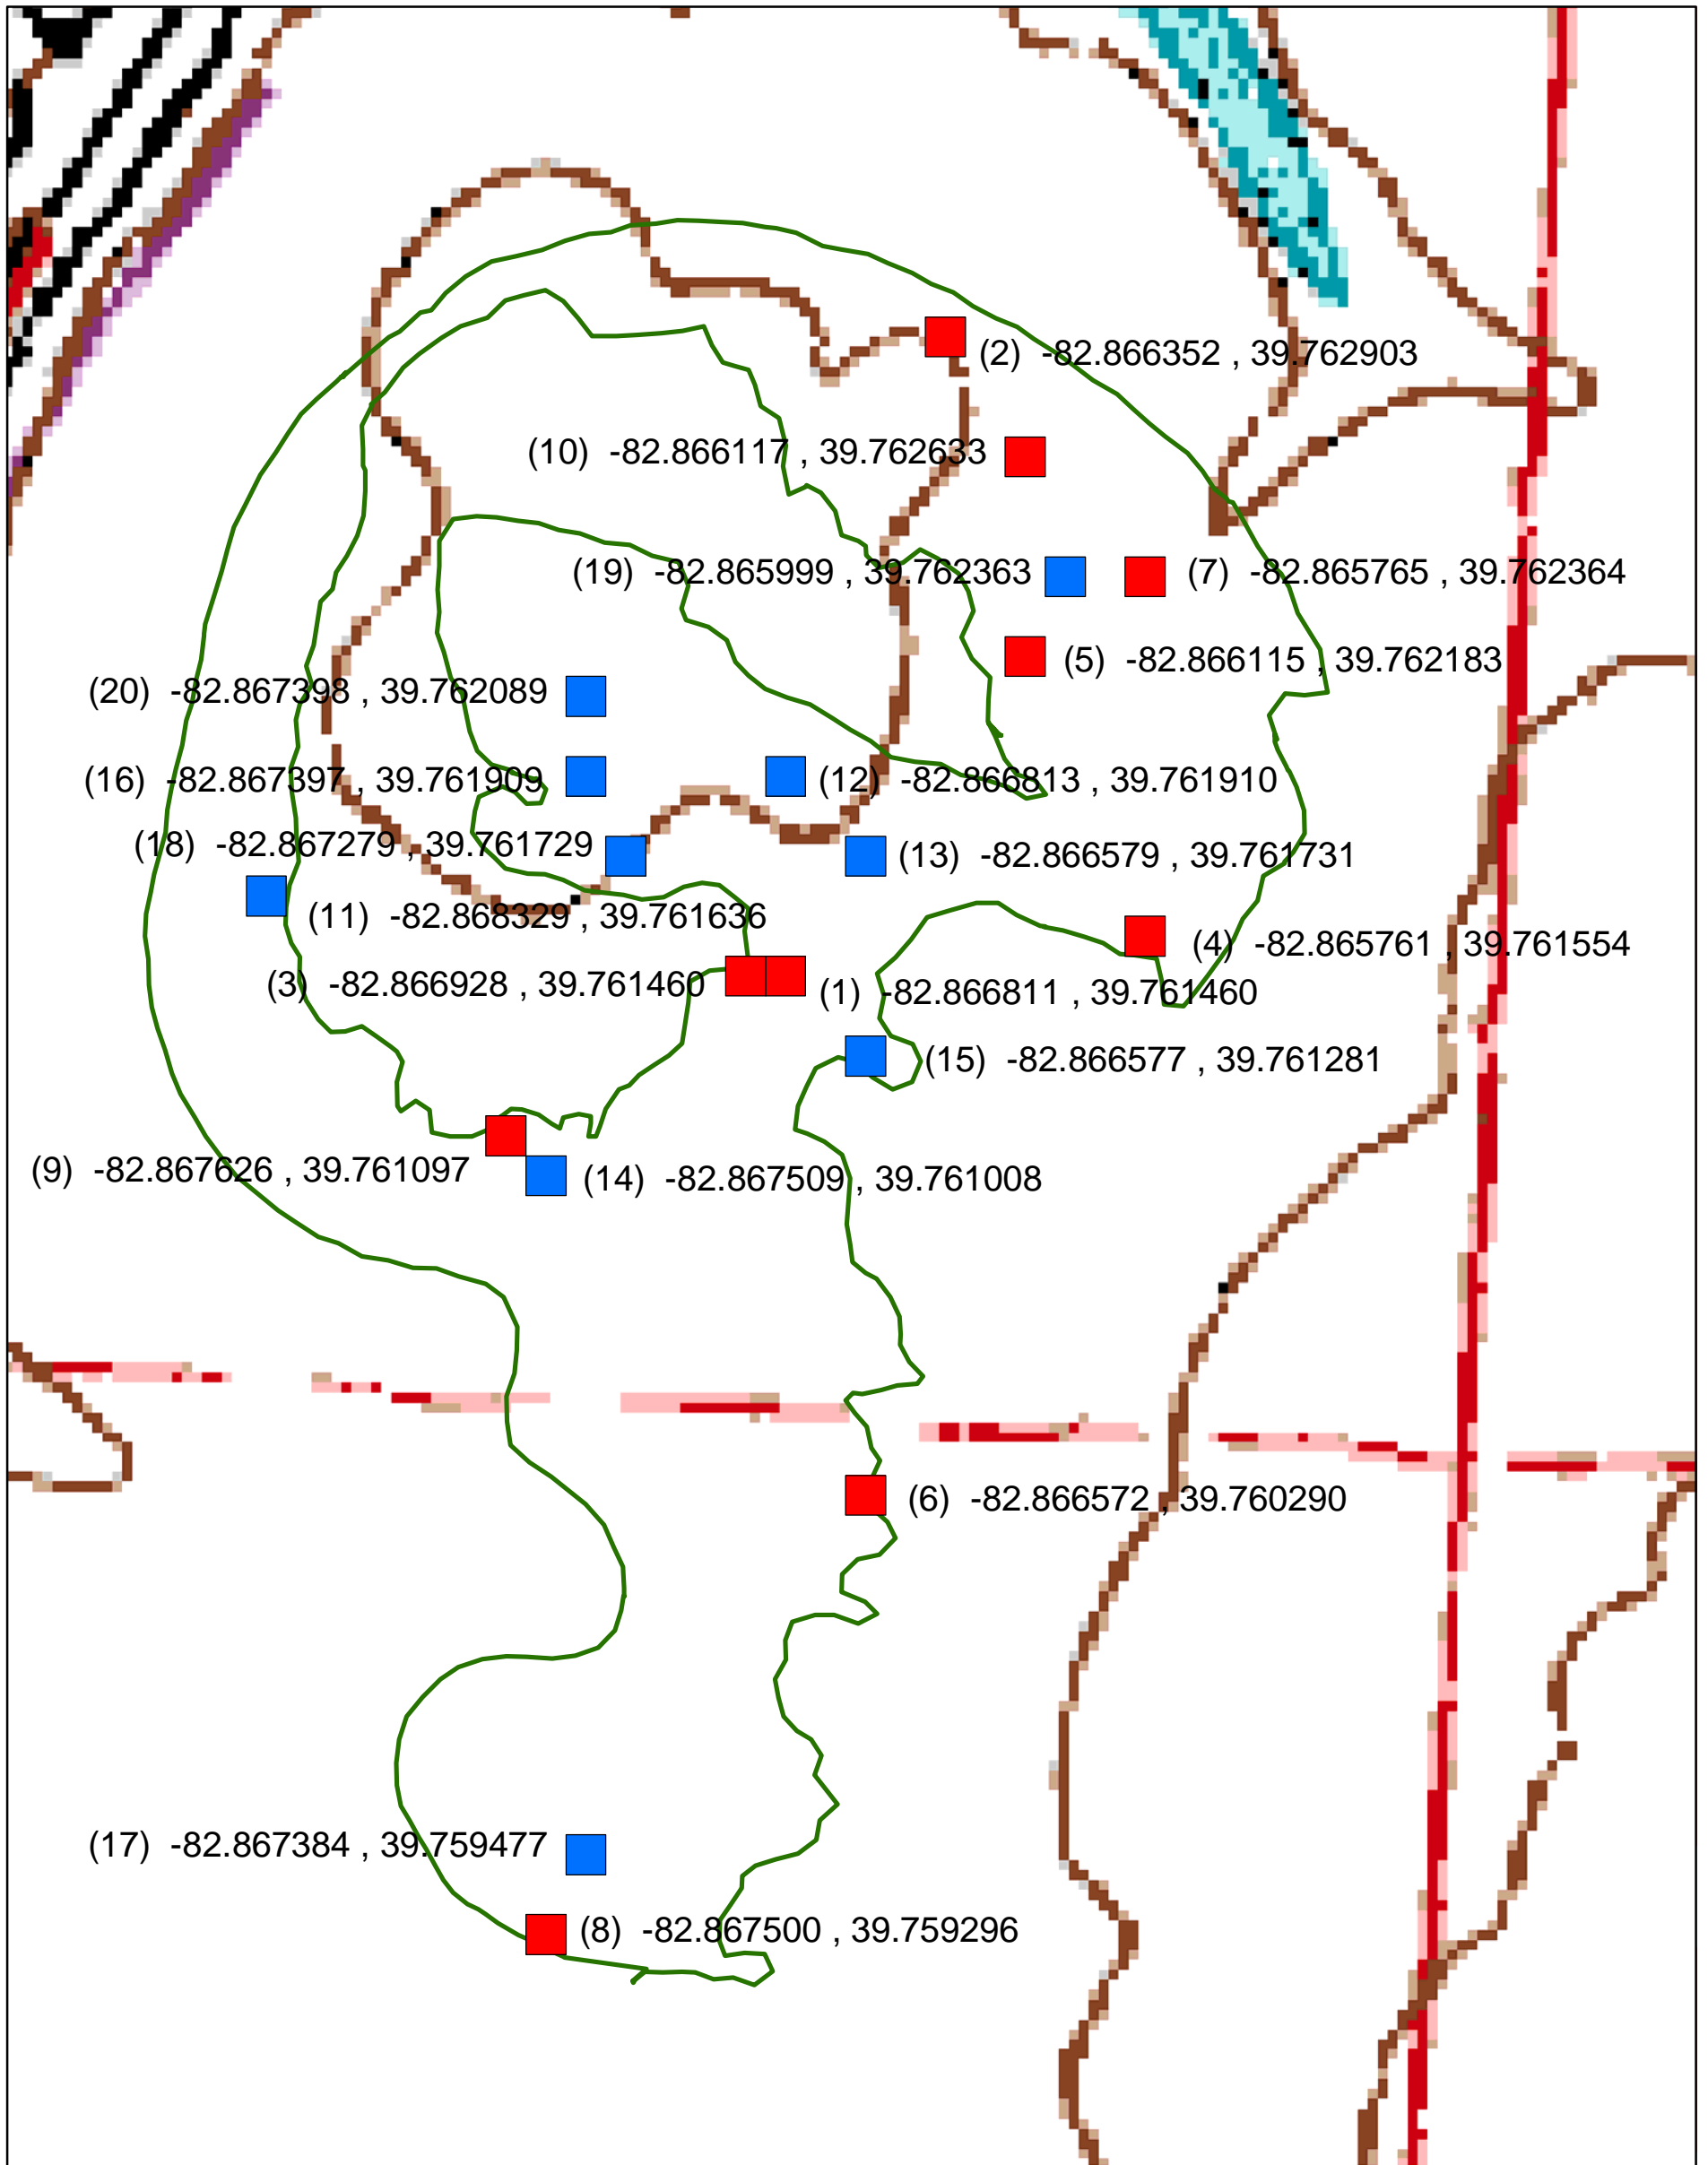 (2) -82.866352 , 39.762903
(10) -82.866117 , 39.762633
(19) -82.865999 , 39.762363
(7) -82.865765 , 39.762364
(5) -82.866115 , 39.762183
(20) -82.867398 , 39.762089
(16) -82.867397 , 39.761909
(12) -82.866813 , 39.761910
(18) -82.867279 , 39.761729
(13) -82.866579 , 39.761731
(11) -82.868329 , 39.761636
(4) -82.865761 , 39.761554
(3) -82.866928 , 39.761460
(1) -82.866811 , 39.761460
(15) -82.866577 , 39.761281
(9) -82.867626 , 39.761097
(14) -82.867509 , 39.761008
(6) -82.866572 , 39.760290
(17) -82.867384 , 39.759477
(8) -82.867500 , 39.759296